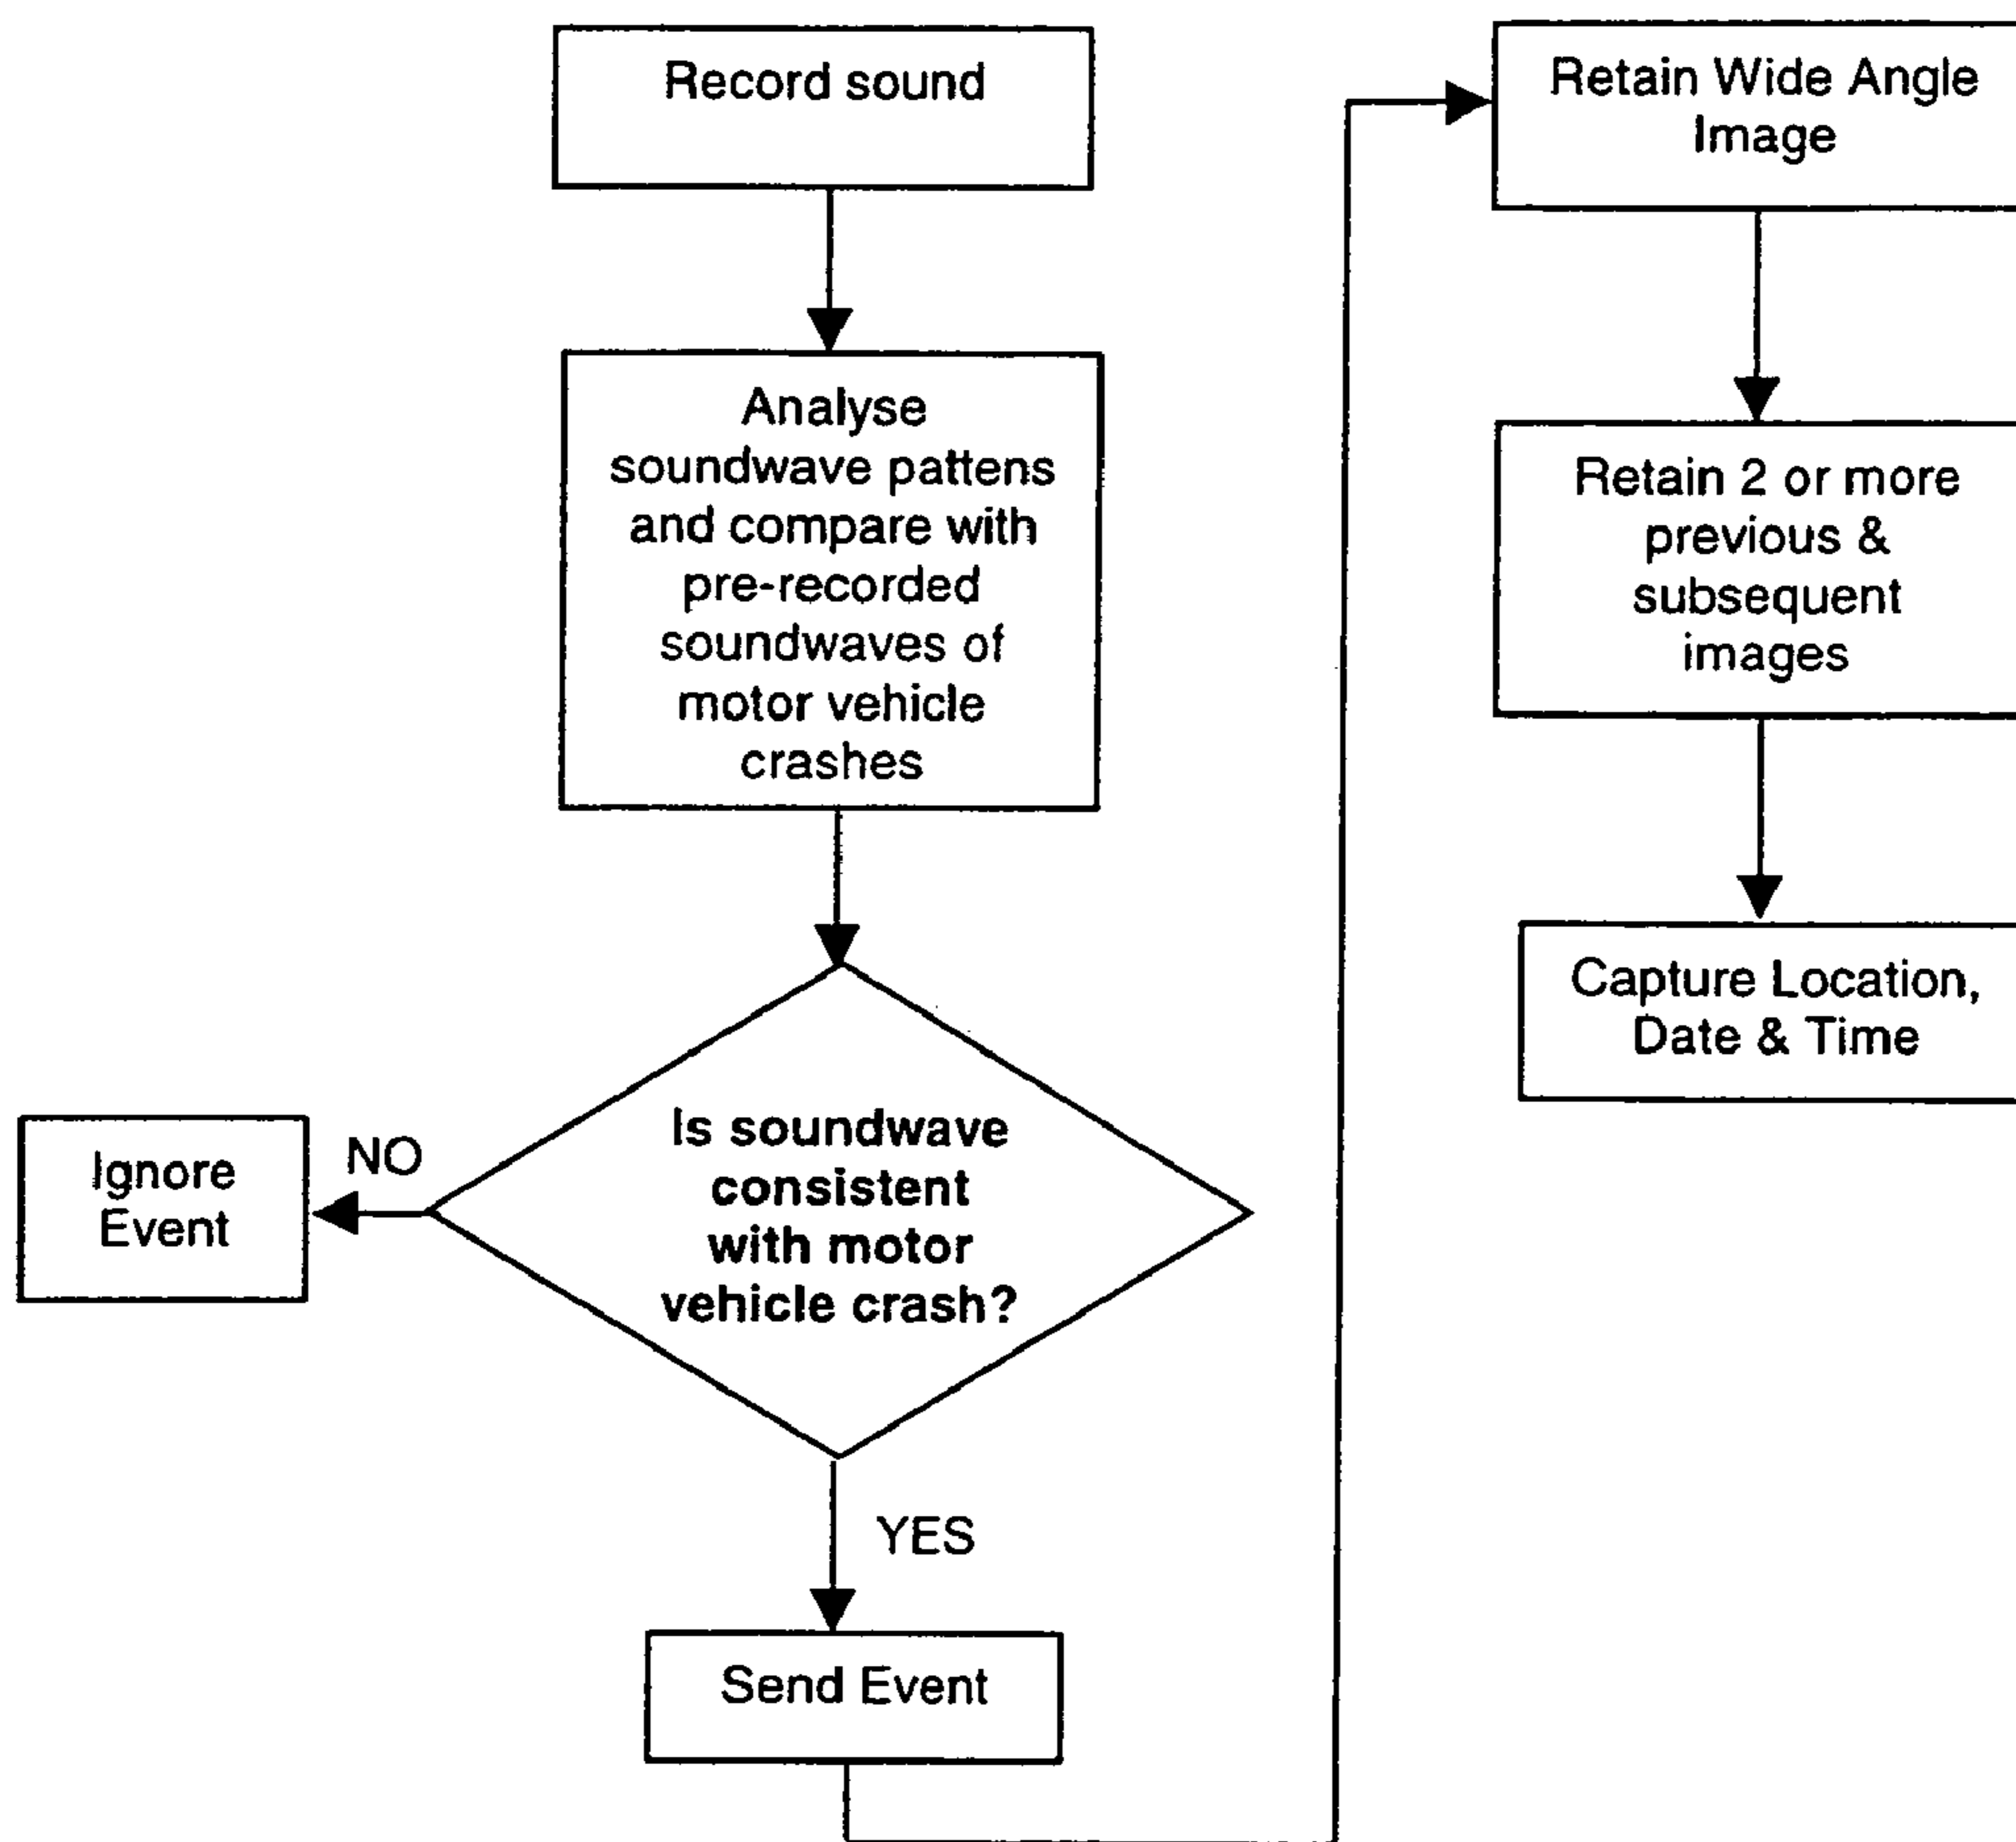 Record sound
Analyse
soundwave pattens
and compare with
pre-recorded
soundwaves of
motor vehicle
crashes
Is soundwave
consistent
with motor
vehicle crash?
NO
Ignore
Event
YES
Send Event
Retain Wide Angle
Image
Retain 2 or more
previous &
subsequent
images
Capture Location,
Date & Time